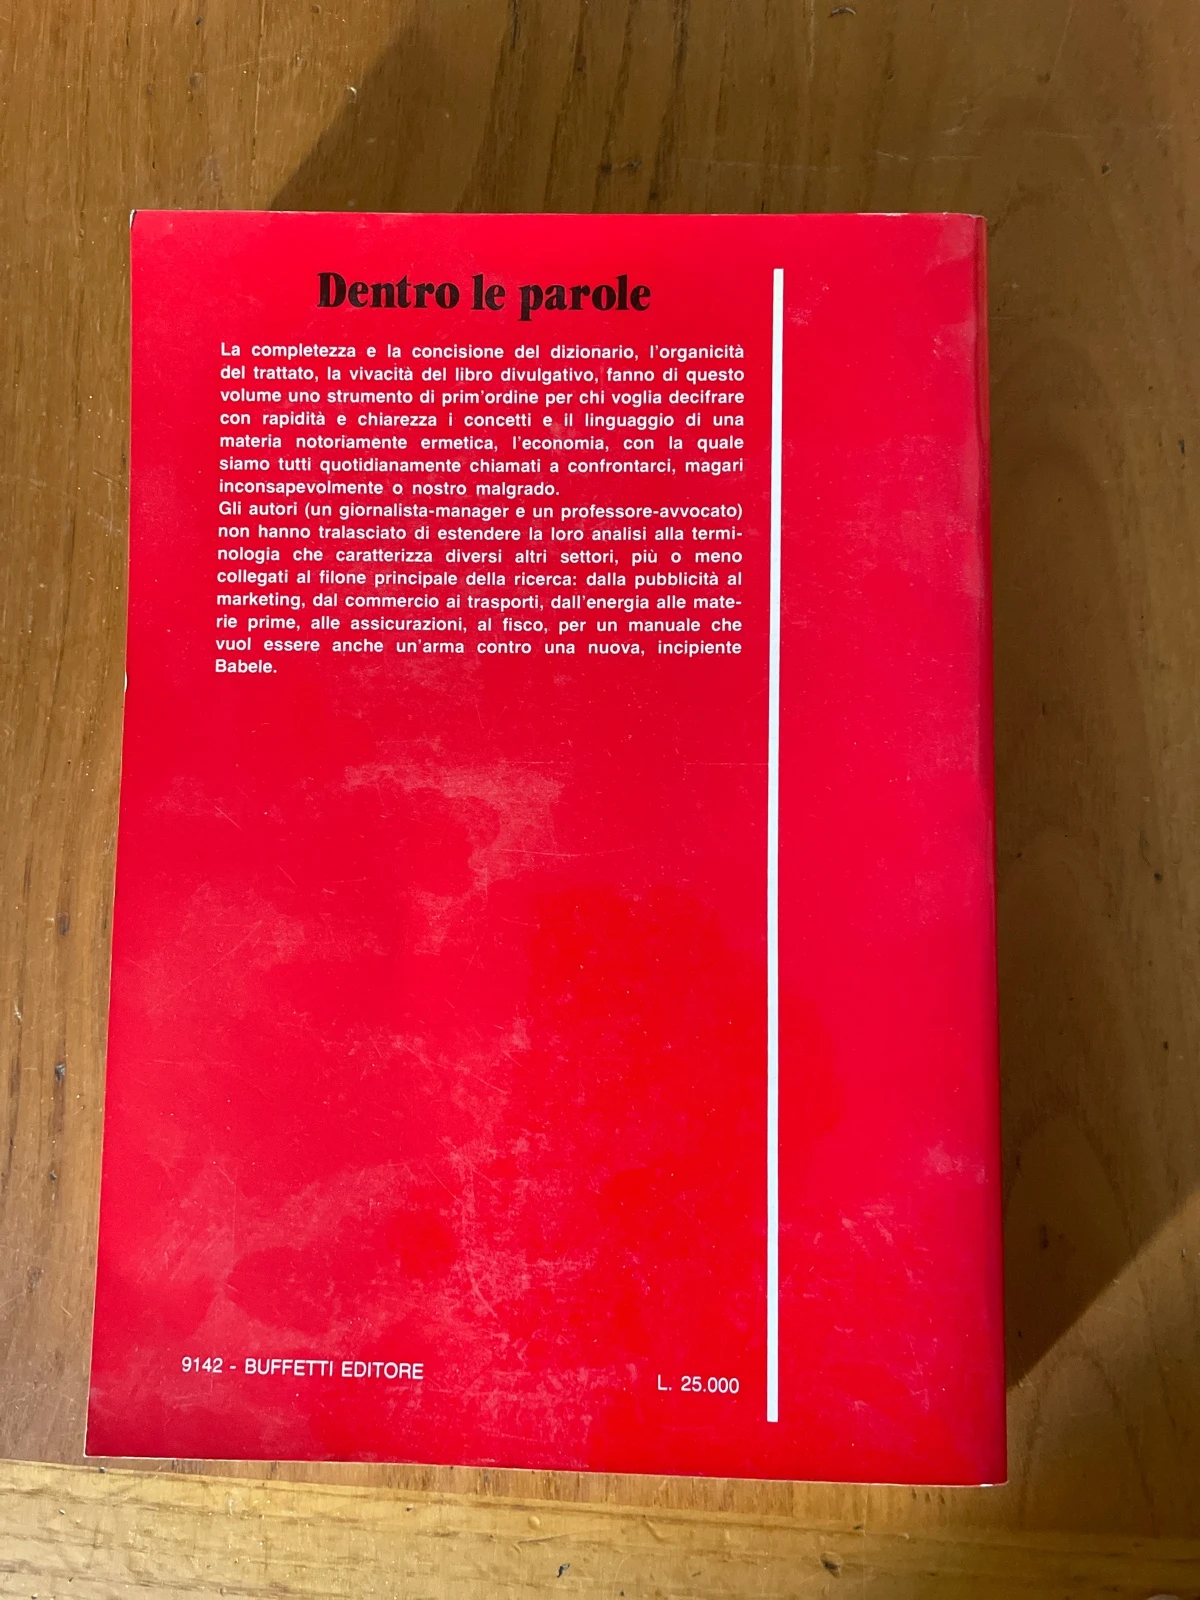 Dentro le parole
La completezza e la concisione del dizionario, l'organicità
del trattato, la vivacità del libro divulgativo, fanno di questo
volume uno strumento di prim'ordine per chi voglia decifrare
con rapidità e chiarezza i concetti e il linguaggio di una
materia notoriamente ermetica, l'economia, con la quale
siamo tutti quotidianamente chiamati a confrontarci, magari
inconsapevolmente o nostro malgrado.
Gli autori (un giornalista-manager e un professore-avvocato)
non hanno tralasciato di estendere la loro analisi alla termi-
nologia che caratterizza diversi altri settori, più o meno
collegati al filone principale della ricerca: dalla pubblicità al
marketing, dal commercio ai trasporti, dall'energia alle mate-
rie prime, alle assicurazioni, al fisco, per un manuale che
vuol essere anche un'arma contro una nuova, incipiente
Babele.
9142 - BUFFETTI EDITORE
L. 25.000